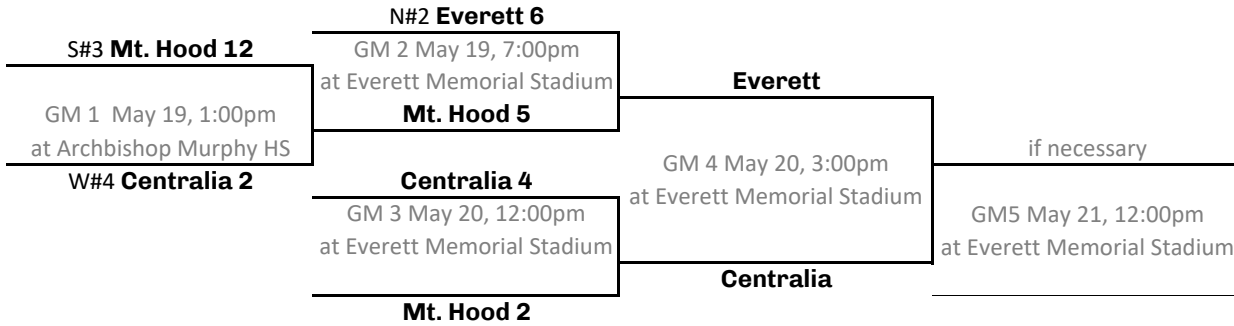 N#2 Everett 6
S#3 Mt. Hood 12
GM 2 May 19, 7:00pm
at Everett Memorial Stadium
Everett
GM 1 May 19, 1:00pm
Mt. Hood 5
at Archbishop Murphy HS
if necessary
GM 4 May 20, 3:00pm
at Everett Memorial Stadium
W#4 Centralia 2
Centralia 4
GM 3 May 20, 12:00pm
at Everett Memorial Stadium
GM5 May 21, 12:00pm
at Everett Memorial Stadium
Centralia
Mt. Hood 2